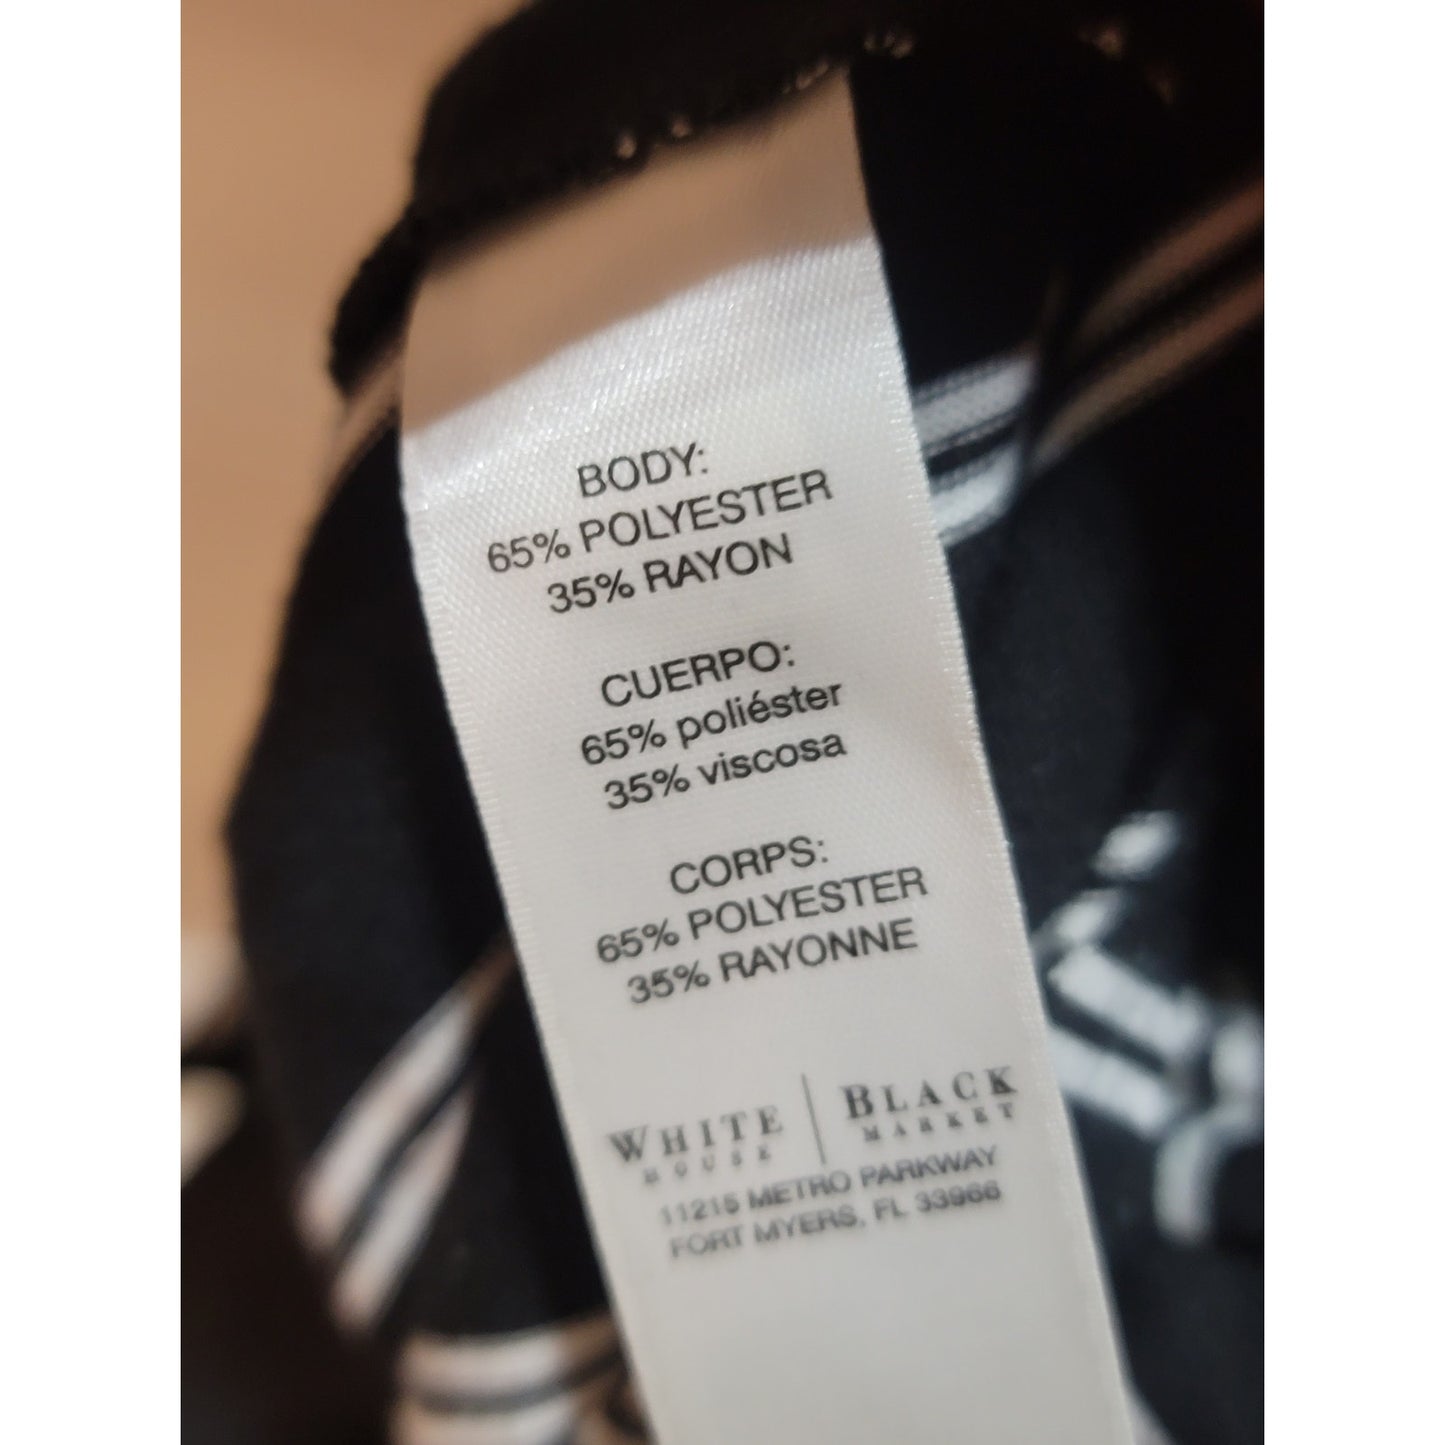 BODY:
65% POLYESTER
35% RAYON
CUERPO:
65% poliéster
35% viscosa
CORPS:
65% POLYESTER
35% RAYONNE
WHITE | BLACK
HOUSE MARKET
11215 METRO PARKWAY
FORT MYERS, FL 33966